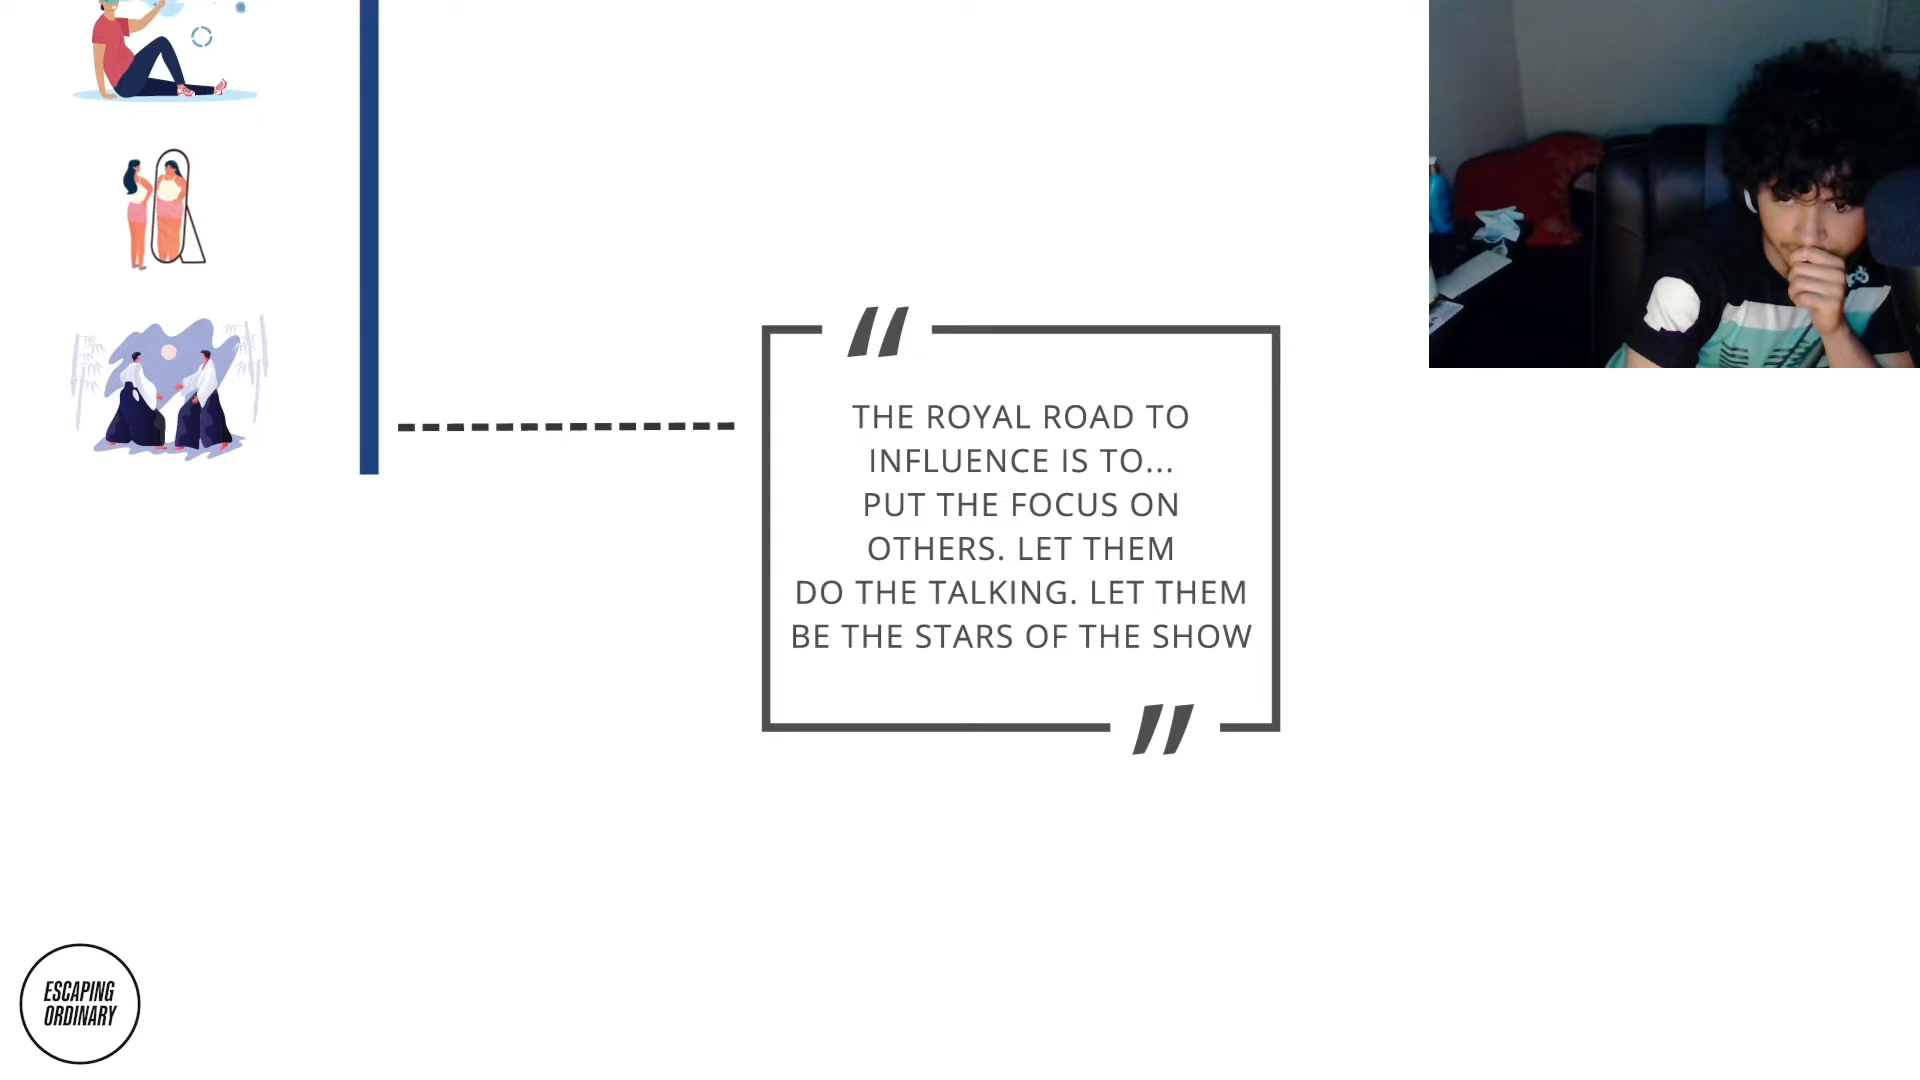 “
THE ROYAL ROAD TO
INFLUENCE IS TO...
PUT THE FOCUS ON
OTHERS. LET THEM
DO THE TALKING. LET THEM
BE THE STARS OF THE SHOW
”
ESCAPING
ORDINARY